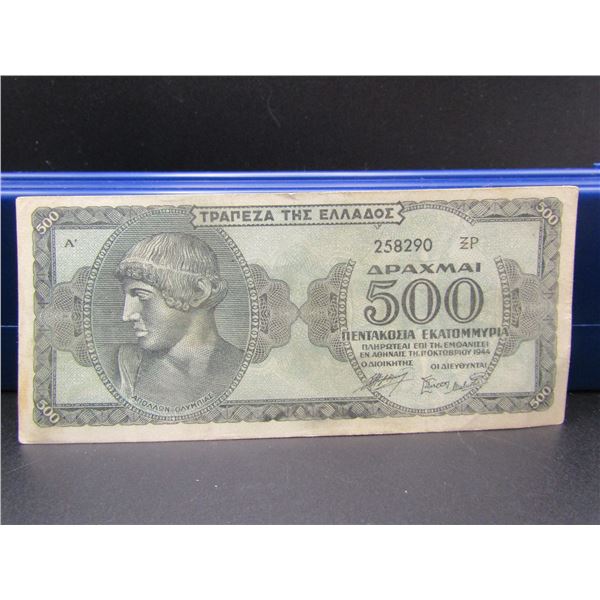 500 ΤΡΑΠΕΖΑ ΤΗΣ ΕΛΛΑΔΟΣ 500
Α' 258290 ΞΡ
ΔΡΑΧΜΑΙ
500
ΠΕΝΤΑΚΟΣΙΑ ΕΚΑΤΟΜΜΥΡΙΑ
ΠΛΗΡΩΤΕΑΙ ΕΠΙ ΤΗ ΕΜΦΑΝΙΣΕΙ
ΕΝ ΑΘΗΝΑΙΣ ΤΗ 1 ΟΚΤΩΒΡΙΟΥ 1944
Ο ΔΙΟΙΚΗΤΗΣ ΟΙ ΔΙΕΥΘΥΝΤΑΙ
ΑΠΟΛΛΩΝ ΟΛΥΜΠΙΑΣ
500 500